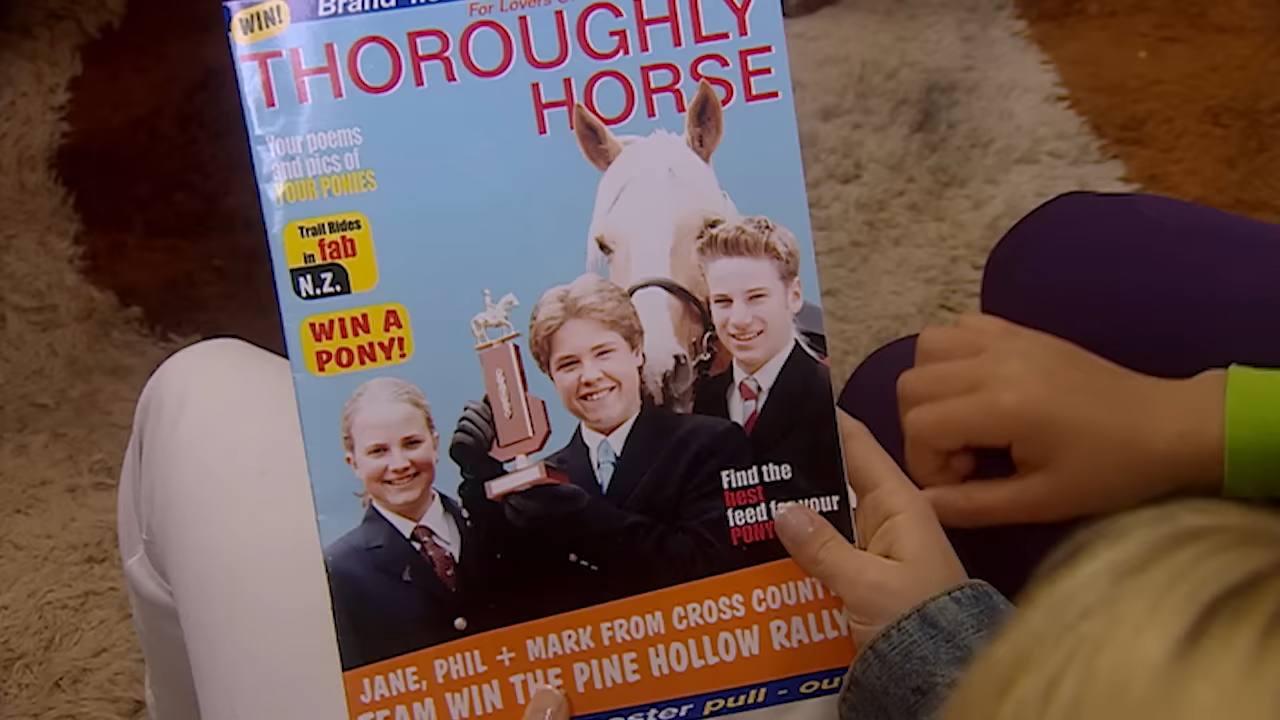 WIN!
Brand
For Lovers
THOROUGHLY
HORSE
Your poems
and pics of
YOUR PONIES
Trail Rides
in fab
N.Z.
WIN A
PONY!
Find the
best
feed for your
PONY
JANE, PHIL + MARK FROM CROSS COUNTY
TEAM WIN THE PINE HOLLOW RALLY
pull - out